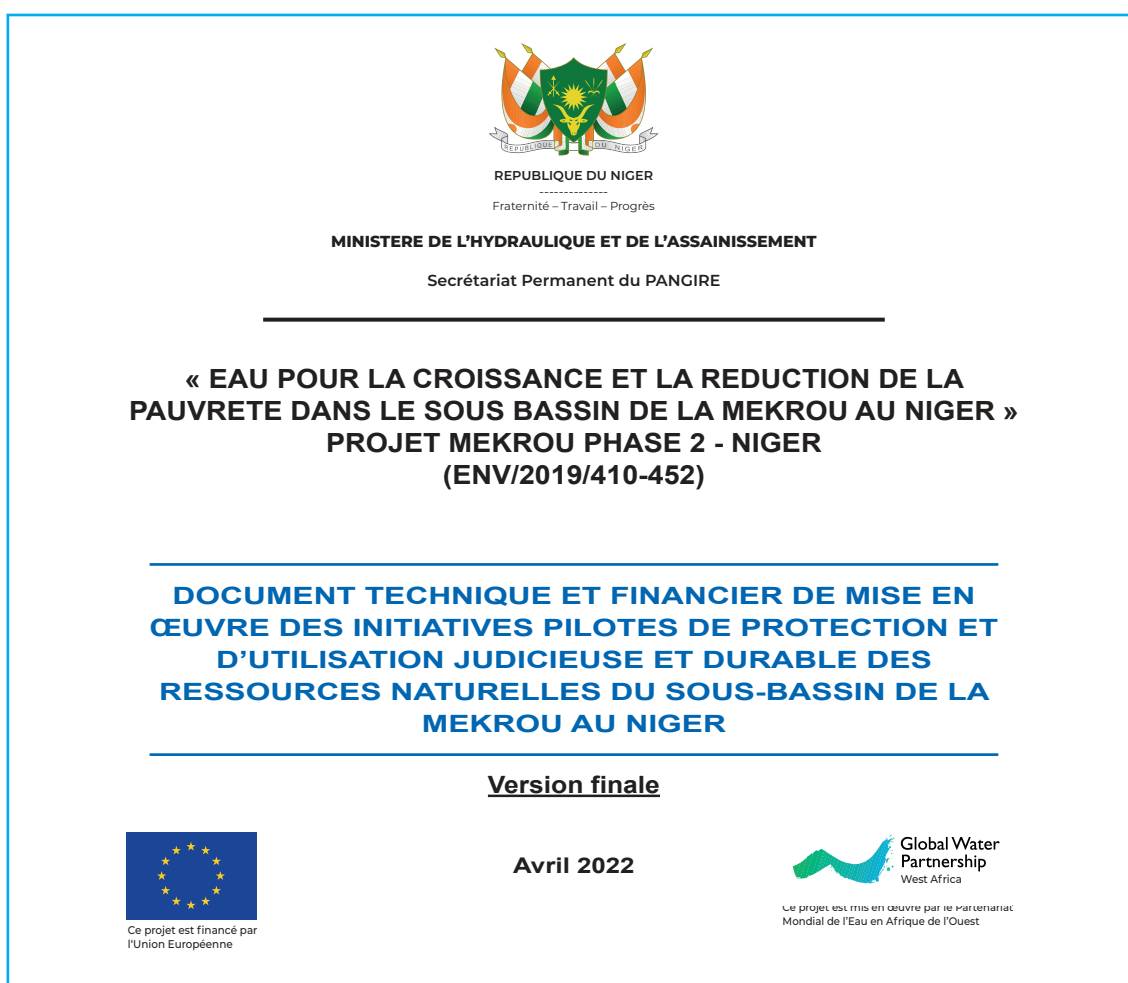 REPUBLIQUE DU NIGER
REPUBLIQUE DU NIGER
--------------
Fraternité – Travail – Progrès
MINISTERE DE L’HYDRAULIQUE ET DE L’ASSAINISSEMENT
Secrétariat Permanent du PANGIRE
« EAU POUR LA CROISSANCE ET LA REDUCTION DE LA
PAUVRETE DANS LE SOUS BASSIN DE LA MEKROU AU NIGER »
PROJET MEKROU PHASE 2 - NIGER
(ENV/2019/410-452)
DOCUMENT TECHNIQUE ET FINANCIER DE MISE EN
ŒUVRE DES INITIATIVES PILOTES DE PROTECTION ET
D’UTILISATION JUDICIEUSE ET DURABLE DES
RESSOURCES NATURELLES DU SOUS-BASSIN DE LA
MEKROU AU NIGER
Version finale
Avril 2022
Ce projet est financé par
l’Union Européenne
Global Water
Partnership
West Africa
Ce projet est mis en œuvre par le Partenariat
Mondial de l’Eau en Afrique de l’Ouest